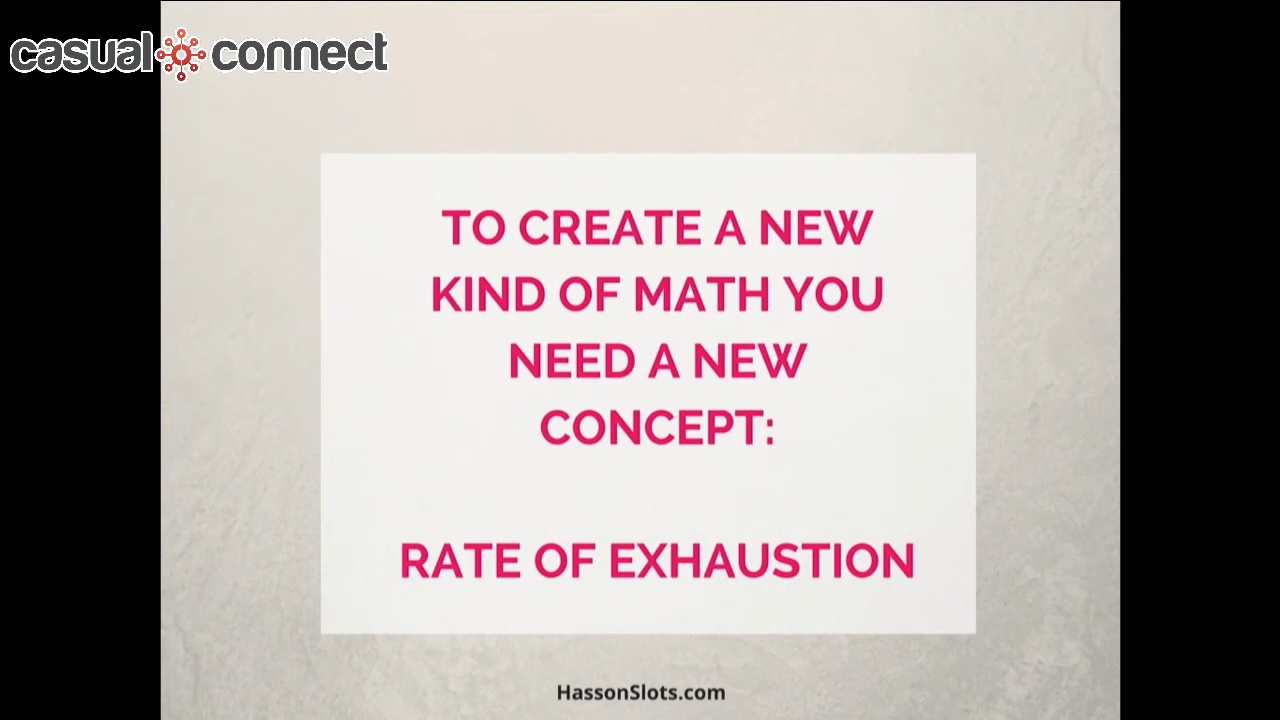 casual connect
TO CREATE A NEW
KIND OF MATH YOU
NEED A NEW
CONCEPT:
RATE OF EXHAUSTION
HassonSlots.com